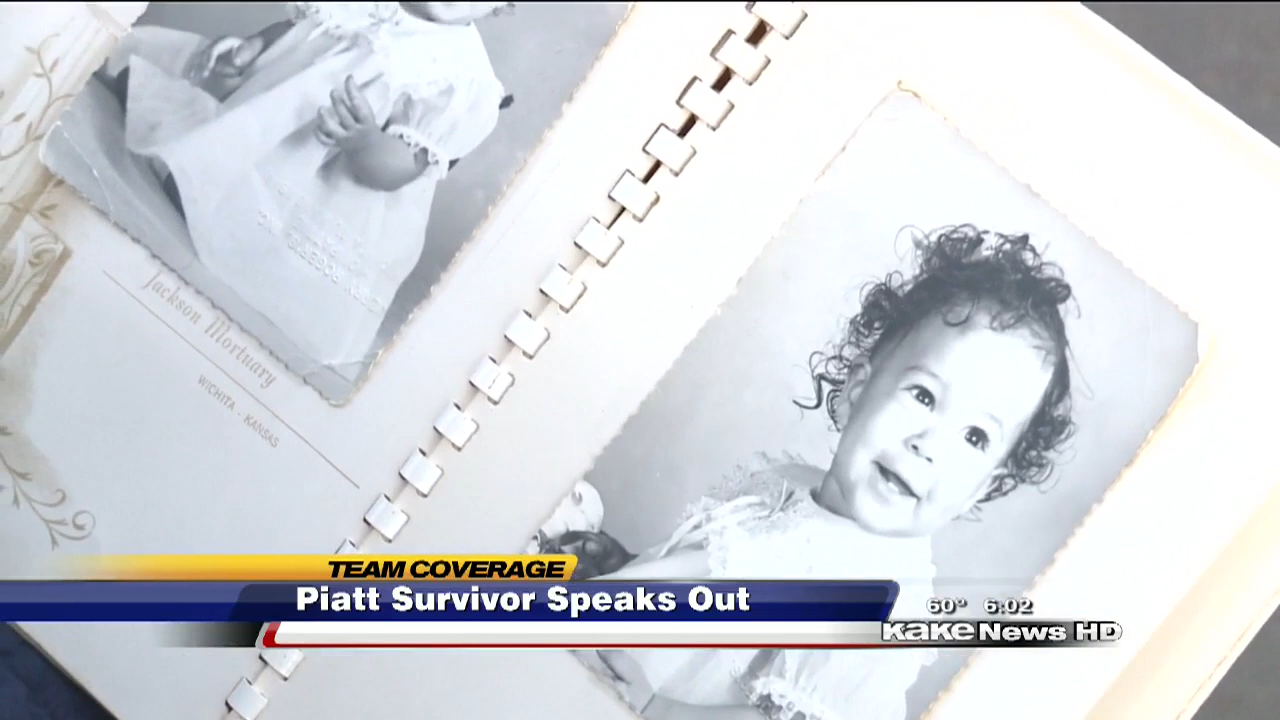 Jackson Mortuary
WICHITA - KANSAS
TEAM COVERAGE
Piatt Survivor Speaks Out
60° 6:02
KAKE NEWS HD